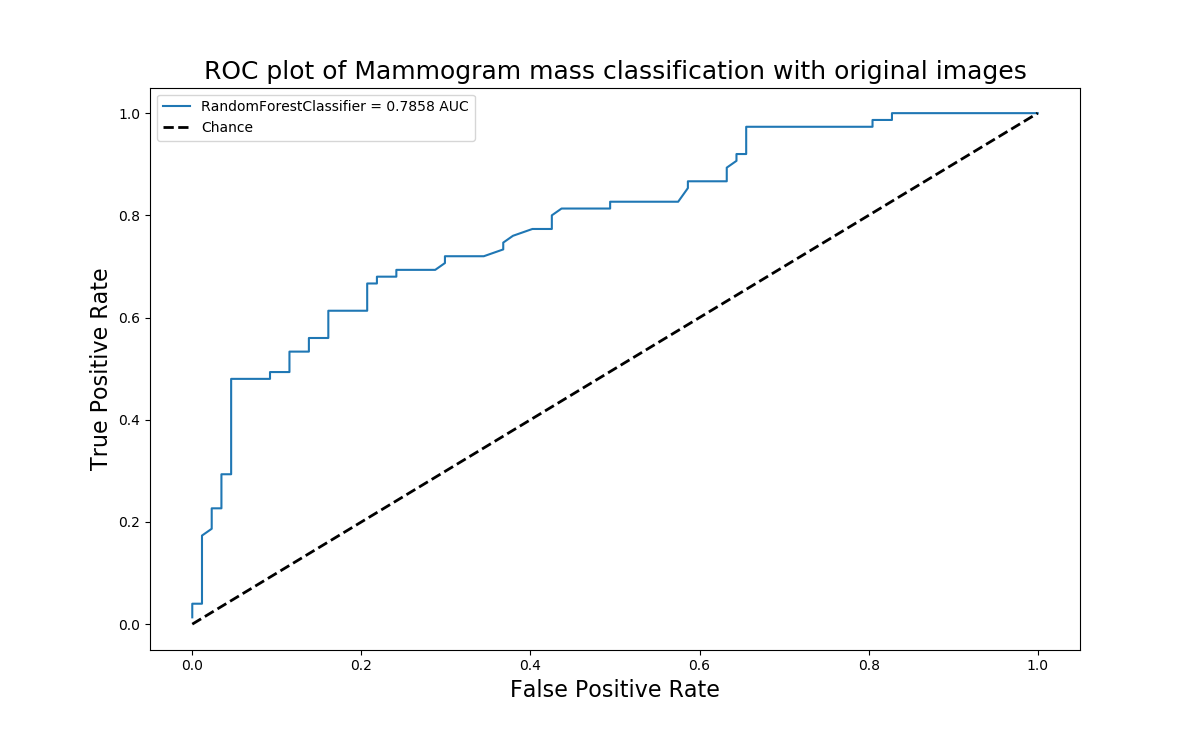 ROC plot of Mammogram mass classification with original images
RandomForestClassifier = 0.7858 AUC
Chance
True Positive Rate
1.0
0.8
0.6
0.4
0.2
0.0
0.0 0.2 0.4 0.6 0.8 1.0
False Positive Rate